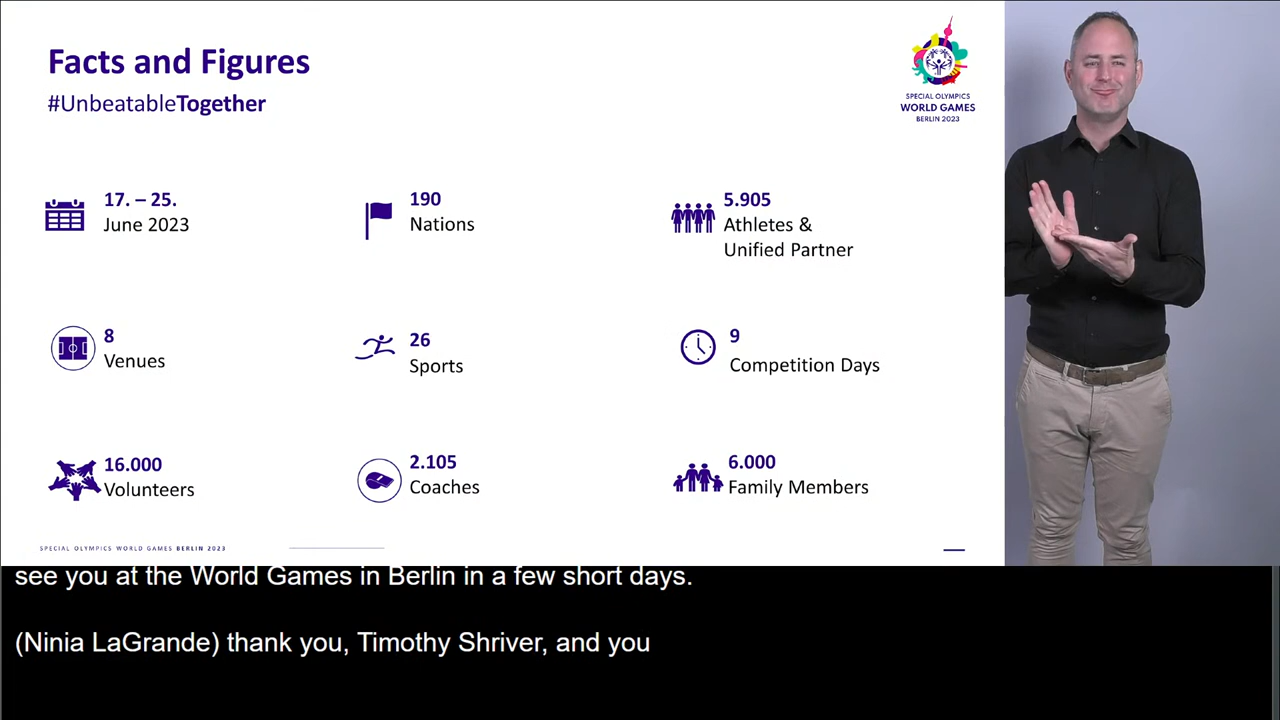 Facts and Figures
#UnbeatableTogether
SPECIAL OLYMPICS
WORLD GAMES
BERLIN 2023
17. – 25.
June 2023
190
Nations
5.905
Athletes &
Unified Partner
8
Venues
26
Sports
9
Competition Days
16.000
Volunteers
2.105
Coaches
6.000
Family Members
SPECIAL OLYMPICS WORLD GAMES BERLIN 2023
see you at the World Games in Berlin in a few short days.
(Ninia LaGrande) thank you, Timothy Shriver, and you